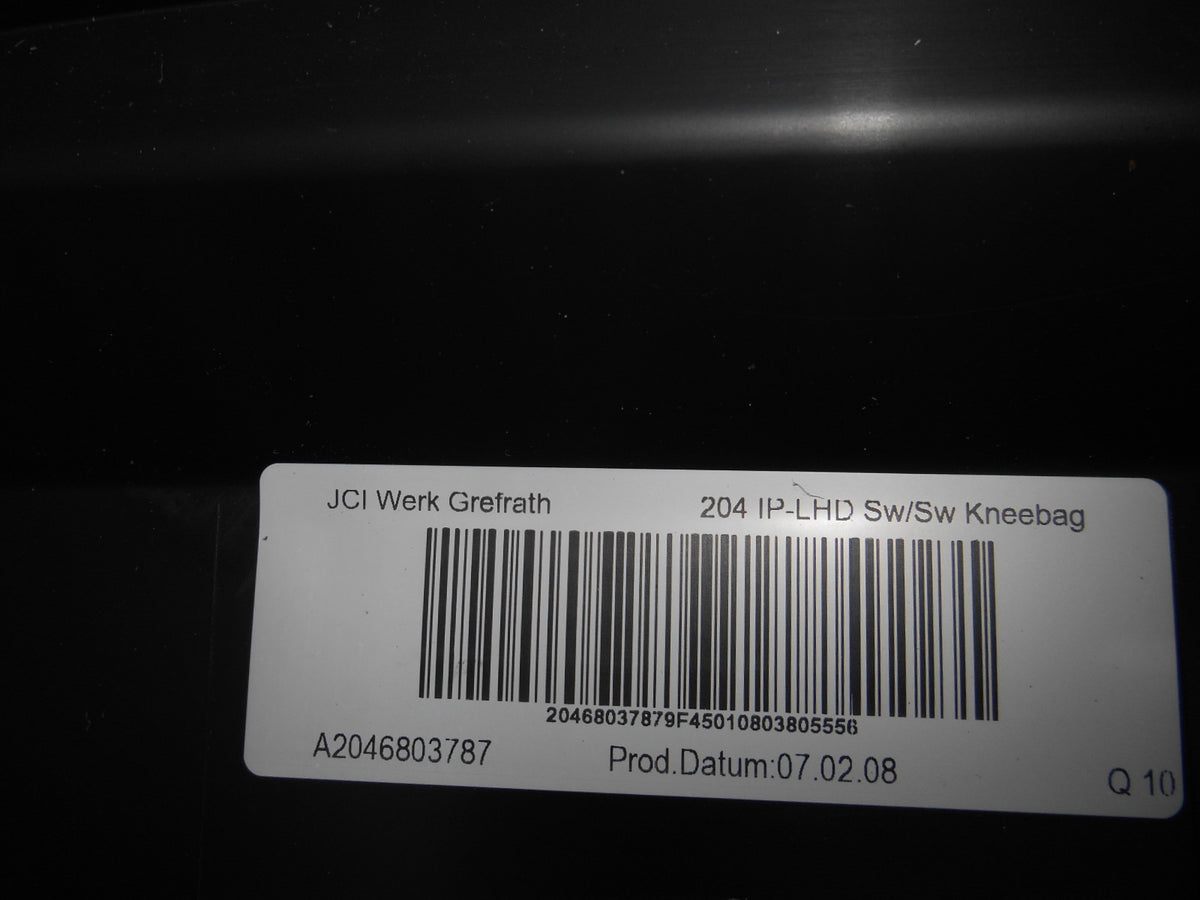 JCI Werk Grefrath 204 IP-LHD Sw/Sw Kneebag
20468037879F45010803805556
A2046803787 Prod.Datum:07.02.08 Q 10